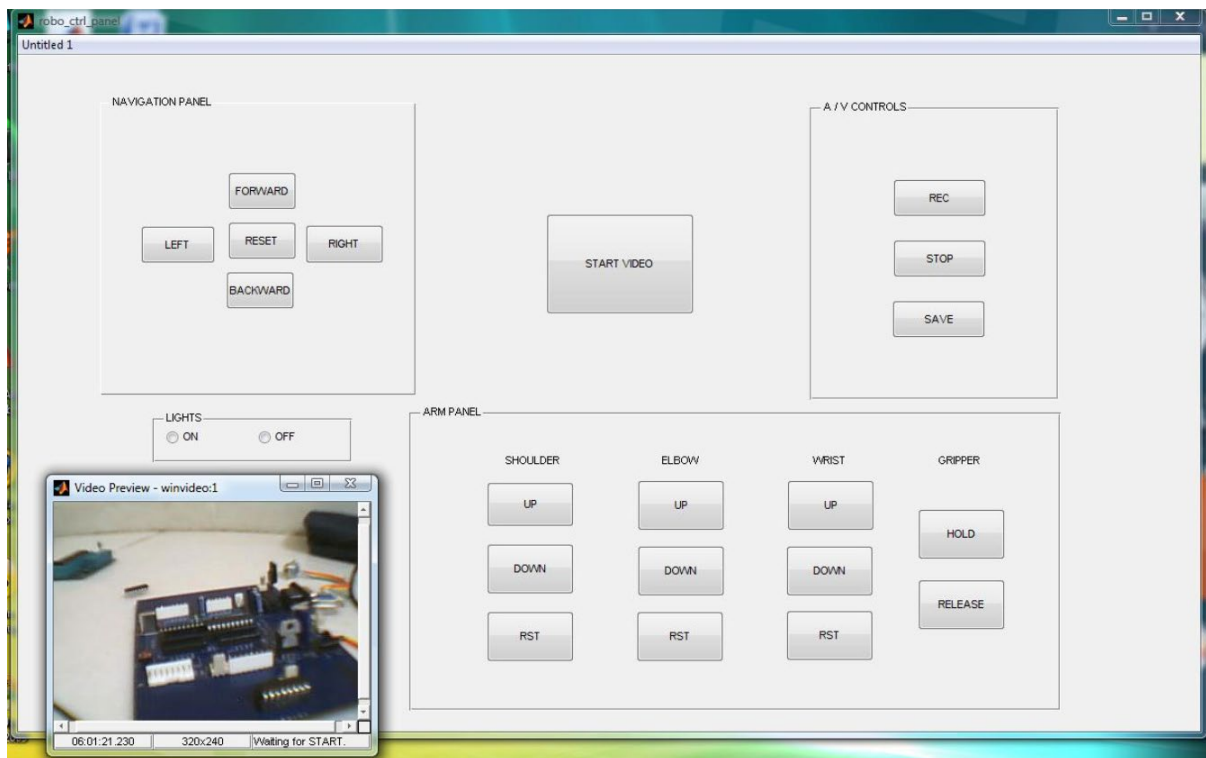 robo_ctrl_panel
Untitled 1
NAVIGATION PANEL
FORWARD
LEFT
RESET
RIGHT
BACKWARD
START VIDEO
A / V CONTROLS
REC
STOP
SAVE
LIGHTS
ON
OFF
ARM PANEL
SHOULDER
ELBOW
WRIST
GRIPPER
UP
UP
UP
HOLD
DOWN
DOWN
DOWN
RELEASE
RST
RST
RST
Video Preview - winvideo:1
06:01:21.230
320x240
Waiting for START.